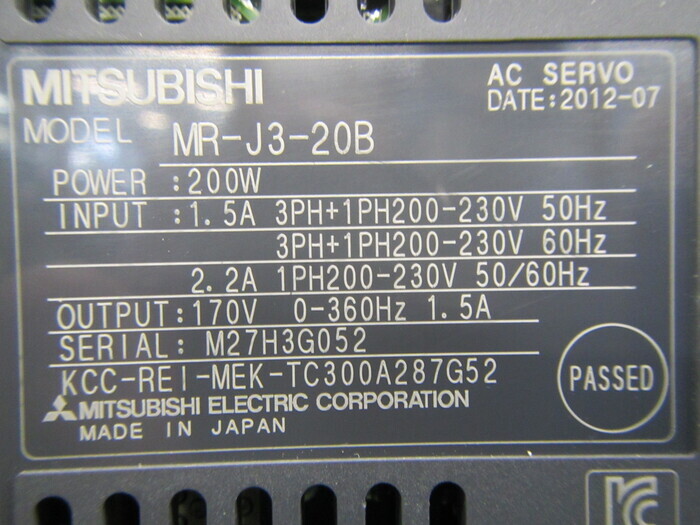 MITSUBISHI AC SERVO
DATE:2012-07
MODEL MR-J3-20B
POWER :200W
INPUT :1.5A 3PH+1PH200-230V 50Hz
3PH+1PH200-230V 60Hz
2.2A 1PH200-230V 50/60Hz
OUTPUT:170V 0-360Hz 1.5A
SERIAL: M27H3G052
KCC-REI-MEK-TC300A287G52
PASSED
MITSUBISHI ELECTRIC CORPORATION
MADE IN JAPAN